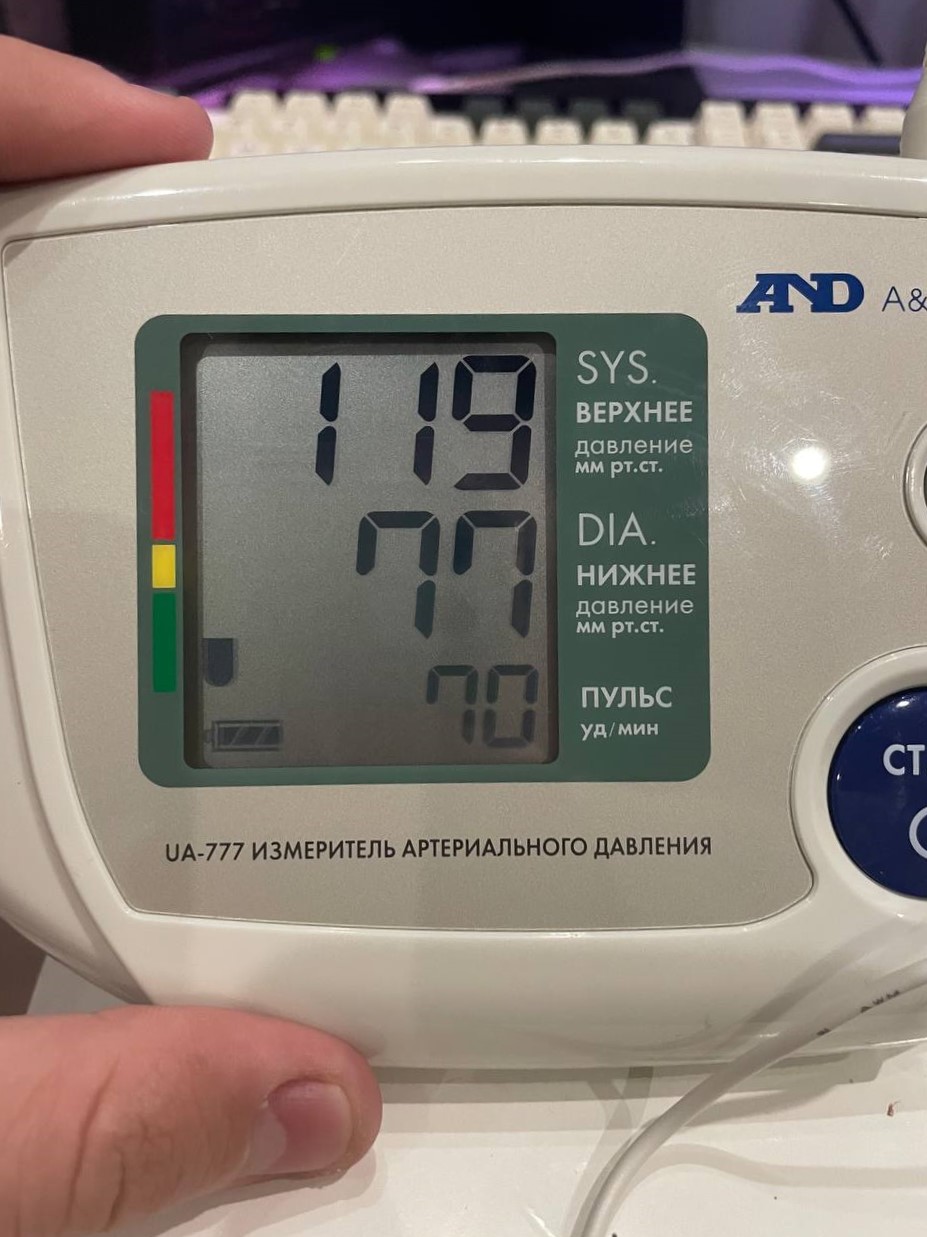 AND A&
119
SYS.
ВЕРХНЕЕ
давление
мм рт.ст.
77
DIA.
НИЖНЕЕ
давление
мм рт.ст.
70
ПУЛЬС
уд/мин
СТ
UA-777 ИЗМЕРИТЕЛЬ АРТЕРИАЛЬНОГО ДАВЛЕНИЯ